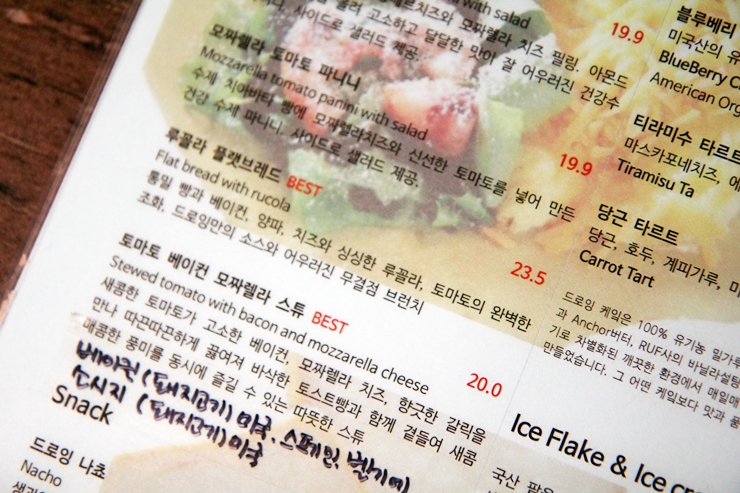 with salad
치즈와 모짜렐라 치즈 필링. 아몬드
고소하고 달달한 맛이 잘 어우러진 건강수
니. 사이드로 샐러드 제공.
19.9
모짜렐라 토마토 파니니
Mozzarella tomato panini with salad
수제 치아바타 빵에 모짜렐라치즈와 신선한 토마토를 넣어 만든
건강 수제 파니니. 사이드로 샐러드 제공.
19.9
루꼴라 플랫브레드 BEST
Flat bread with rucola
통밀 빵과 베이컨, 양파, 치즈와 싱싱한 루꼴라, 토마토의 완벽한
조화. 드로잉만의 소스와 어우러진 무결점 브런치
23.5
토마토 베이컨 모짜렐라 스튜 BEST
Stewed tomato with bacon and mozzarella cheese
새콤한 토마토가 고소한 베이컨, 모짜렐라 치즈, 향긋한 갈릭을
만나 따끈따끈하게 끓여져 바삭한 토스트빵과 함께 곁들여 새콤
매콤한 풍미를 동시에 즐길 수 있는 따뜻한 스튜
20.0
베이컨 (돼지고기) 미국. 스페인, 벨기에
소시지 (돼지고기) 미국
Snack
드로잉 나쵸
Nacho
블루베리
미국산의 유
BlueBerry C
American Org
티라미수 타르트
마스카포네치즈, 에
Tiramisu Ta
당근 타르트
당근, 호두, 계피가루, 미
Carrot Tart
드로잉 케잌은 100% 유기농 밀가루
과 Anchor버터, RUF사의 바닐라설탕
기로 차별화된 깨끗한 환경에서 매일매
만들었습니다. 그 어떤 케잌보다 맛과 품
Ice Flake & Ice cr
국산 팥을